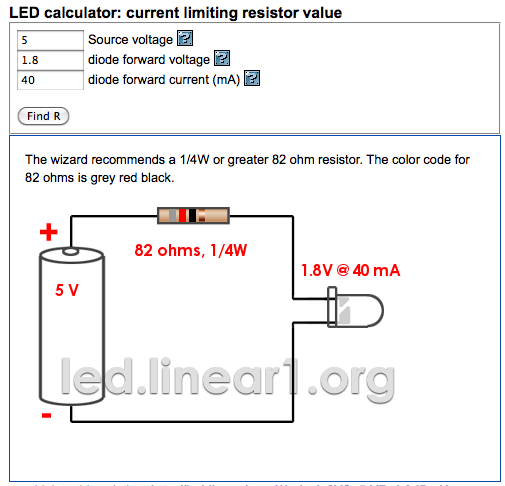 LED calculator: current limiting resistor value
5 Source voltage ?
1.8 diode forward voltage ?
40 diode forward current (mA) ?
Find R
The wizard recommends a 1/4W or greater 82 ohm resistor. The color code for
82 ohms is grey red black.
+
82 ohms, 1/4W
1.8V @ 40 mA
5 V
led.linear1.org
-